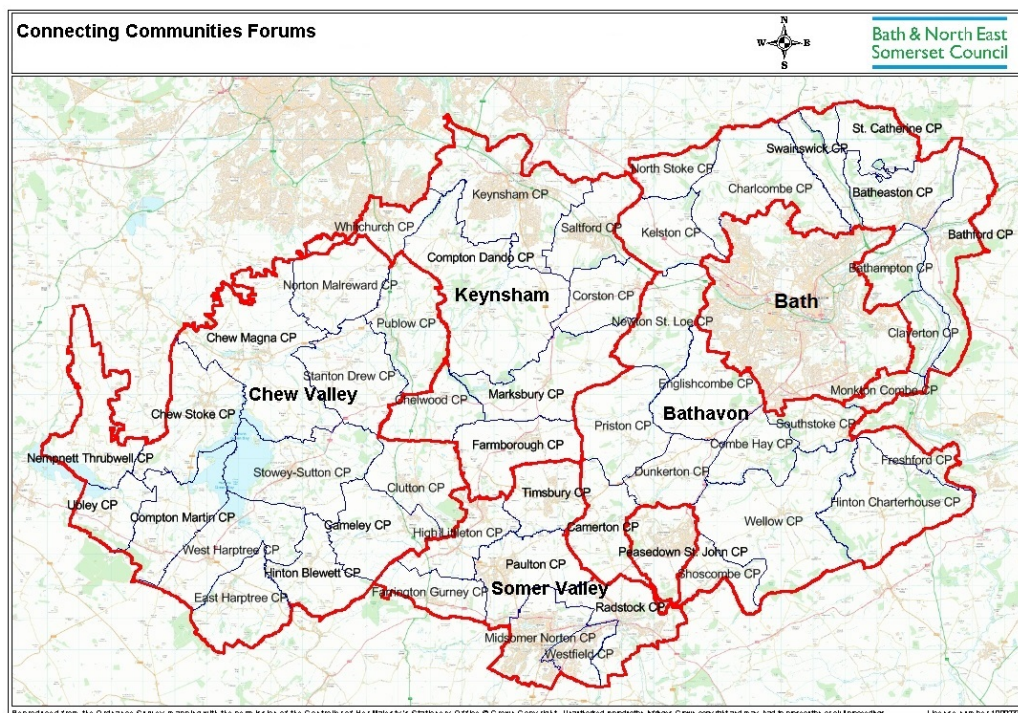 Connecting Communities Forums
N
W
S
Bath & North East
Somerset Council
St. Catherine CP
Swainswick CP
North Stoke CP
Charlcombe CP
Batheaston CP
Keynsham CP
Whitchurch CP
Saltford CP
Kelston CP
Bathford CP
Compton Dando CP
Bathampton CP
Norton Malreward CP
Keynsham
Corston CP
Bath
Publow CP
Newton St. Loe CP
Chew Magna CP
Claverton CP
Stanton Drew CP
Englishcombe CP
Chew Valley
Chelwood CP
Marksbury CP
Monkton Combe CP
Chew Stoke CP
Bathavon
Priston CP
Southstoke CP
Farmborough CP
Combe Hay CP
Nempnett Thrubwell CP
Freshford CP
Stowey-Sutton CP
Dunkerton CP
Clutton CP
Timsbury CP
Hinton Charterhouse CP
Ubley CP
Compton Martin CP
Cameley CP
High Littleton CP
Camerton CP
Wellow CP
West Harptree CP
Peasedown St. John CP
Paulton CP
Hinton Blewett CP
Shoscombe CP
East Harptree CP
Farrington Gurney CP
Somer Valley
Radstock CP
Midsomer Norton CP
Westfield CP